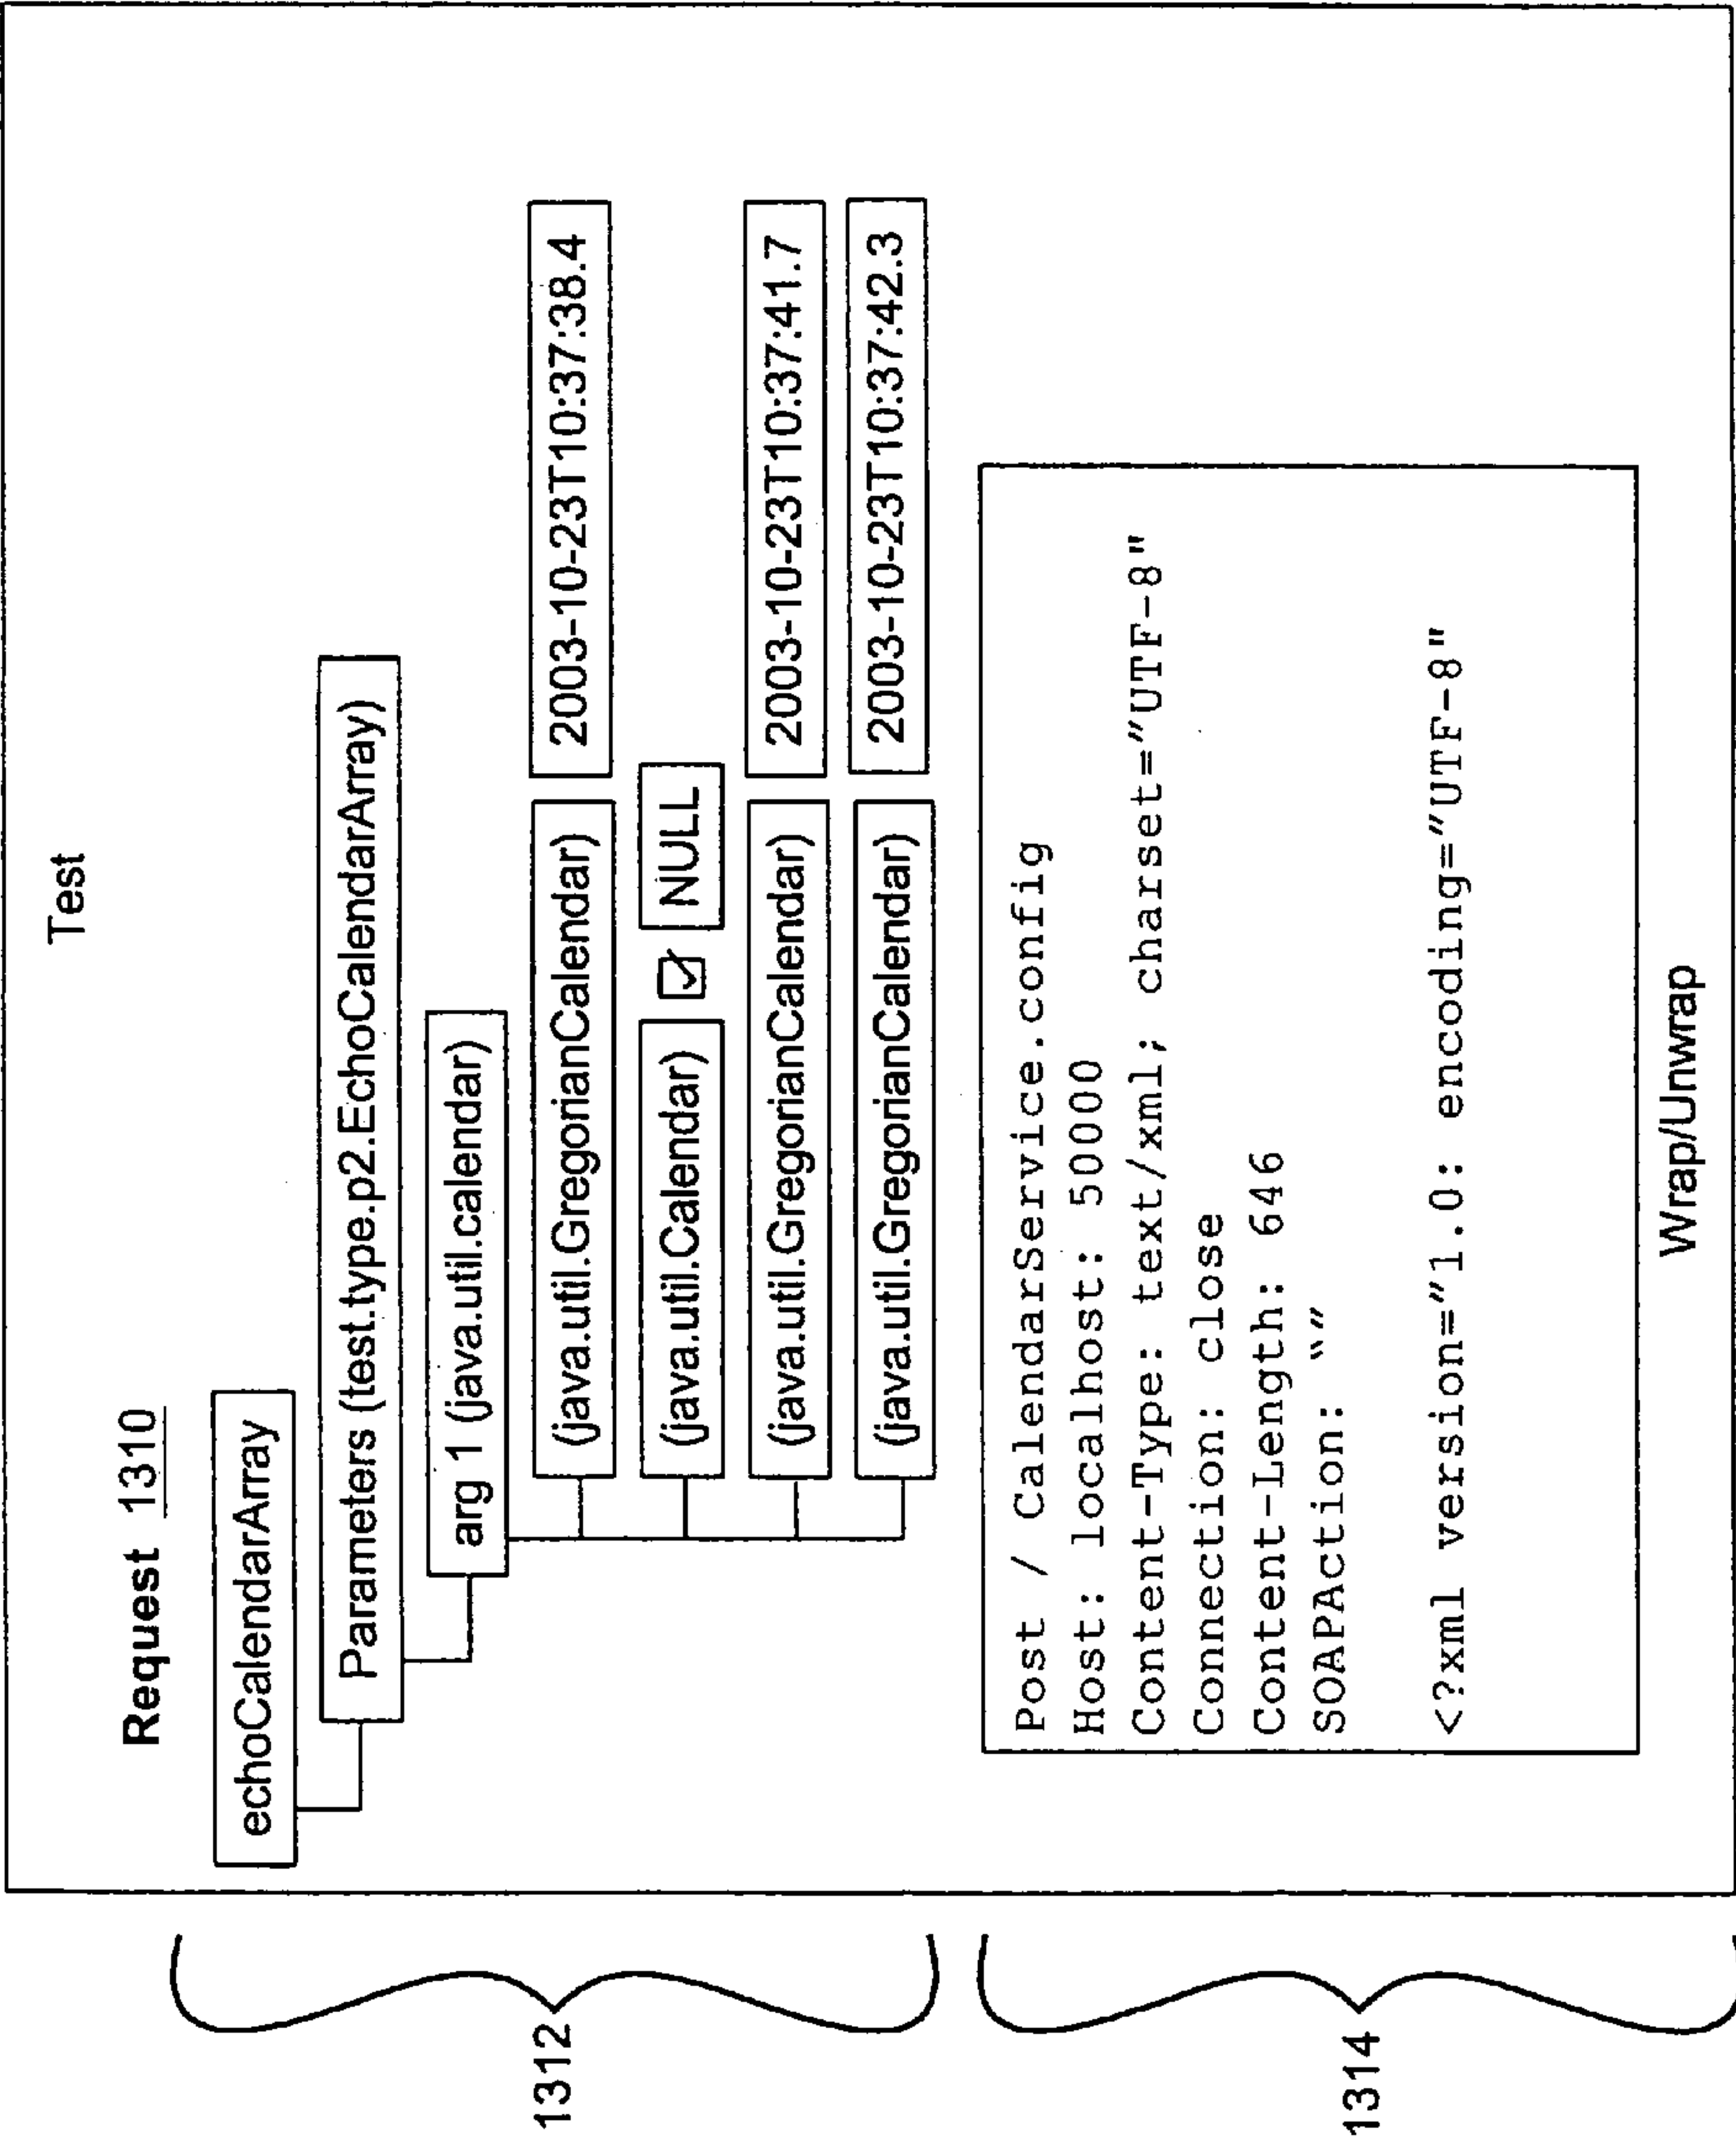 Test
Request 1310
echoCalendarArray
Parameters (test.type.p2.EchoCalendarArray)
arg 1 (java.util.calendar)
(java.util.GregorianCalendar) 2003-10-23T10:37:38.4
(java.util.Calendar) ☑ NULL
(java.util.GregorianCalendar) 2003-10-23T10:37:41.7
(java.util.GregorianCalendar) 2003-10-23T10:37:42.3
1312
Post / CalendarService.config
Host: localhost: 50000
Content-Type: text/xml; charset="UTF-8"
Connection: close
Content-Length: 646
SOAPAction: “”
<?xml version="1.0: encoding="UTF-8"
1314
Wrap/Unwrap